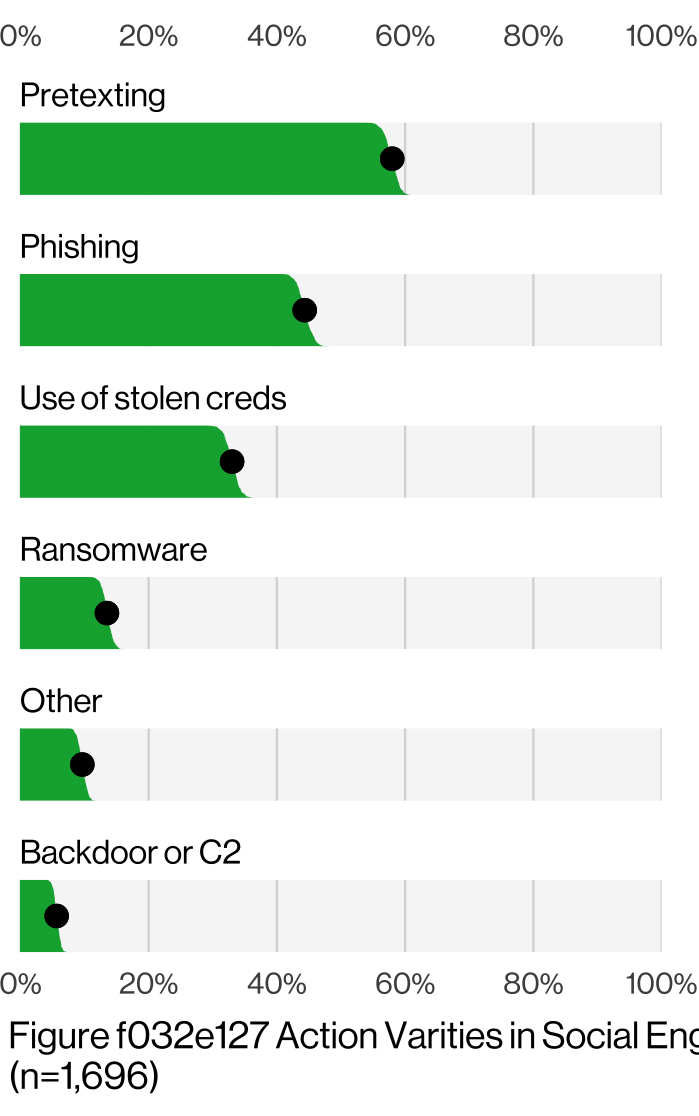 0% 20% 40% 60% 80% 100%
Pretexting
Phishing
Use of stolen creds
Ransomware
Other
Backdoor or C2
0% 20% 40% 60% 80% 100%
Figure f032e127 Action Varities in Social Eng
(n=1,696)